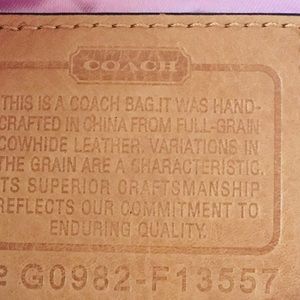 COACH
THIS IS A COACH BAG.IT WAS HAND-
CRAFTED IN CHINA FROM FULL-GRAIN
COWHIDE LEATHER. VARIATIONS IN
THE GRAIN ARE A CHARACTERISTIC.
ITS SUPERIOR CRAFTSMANSHIP
REFLECTS OUR COMMITMENT TO
ENDURING QUALITY.
G0982-F13557